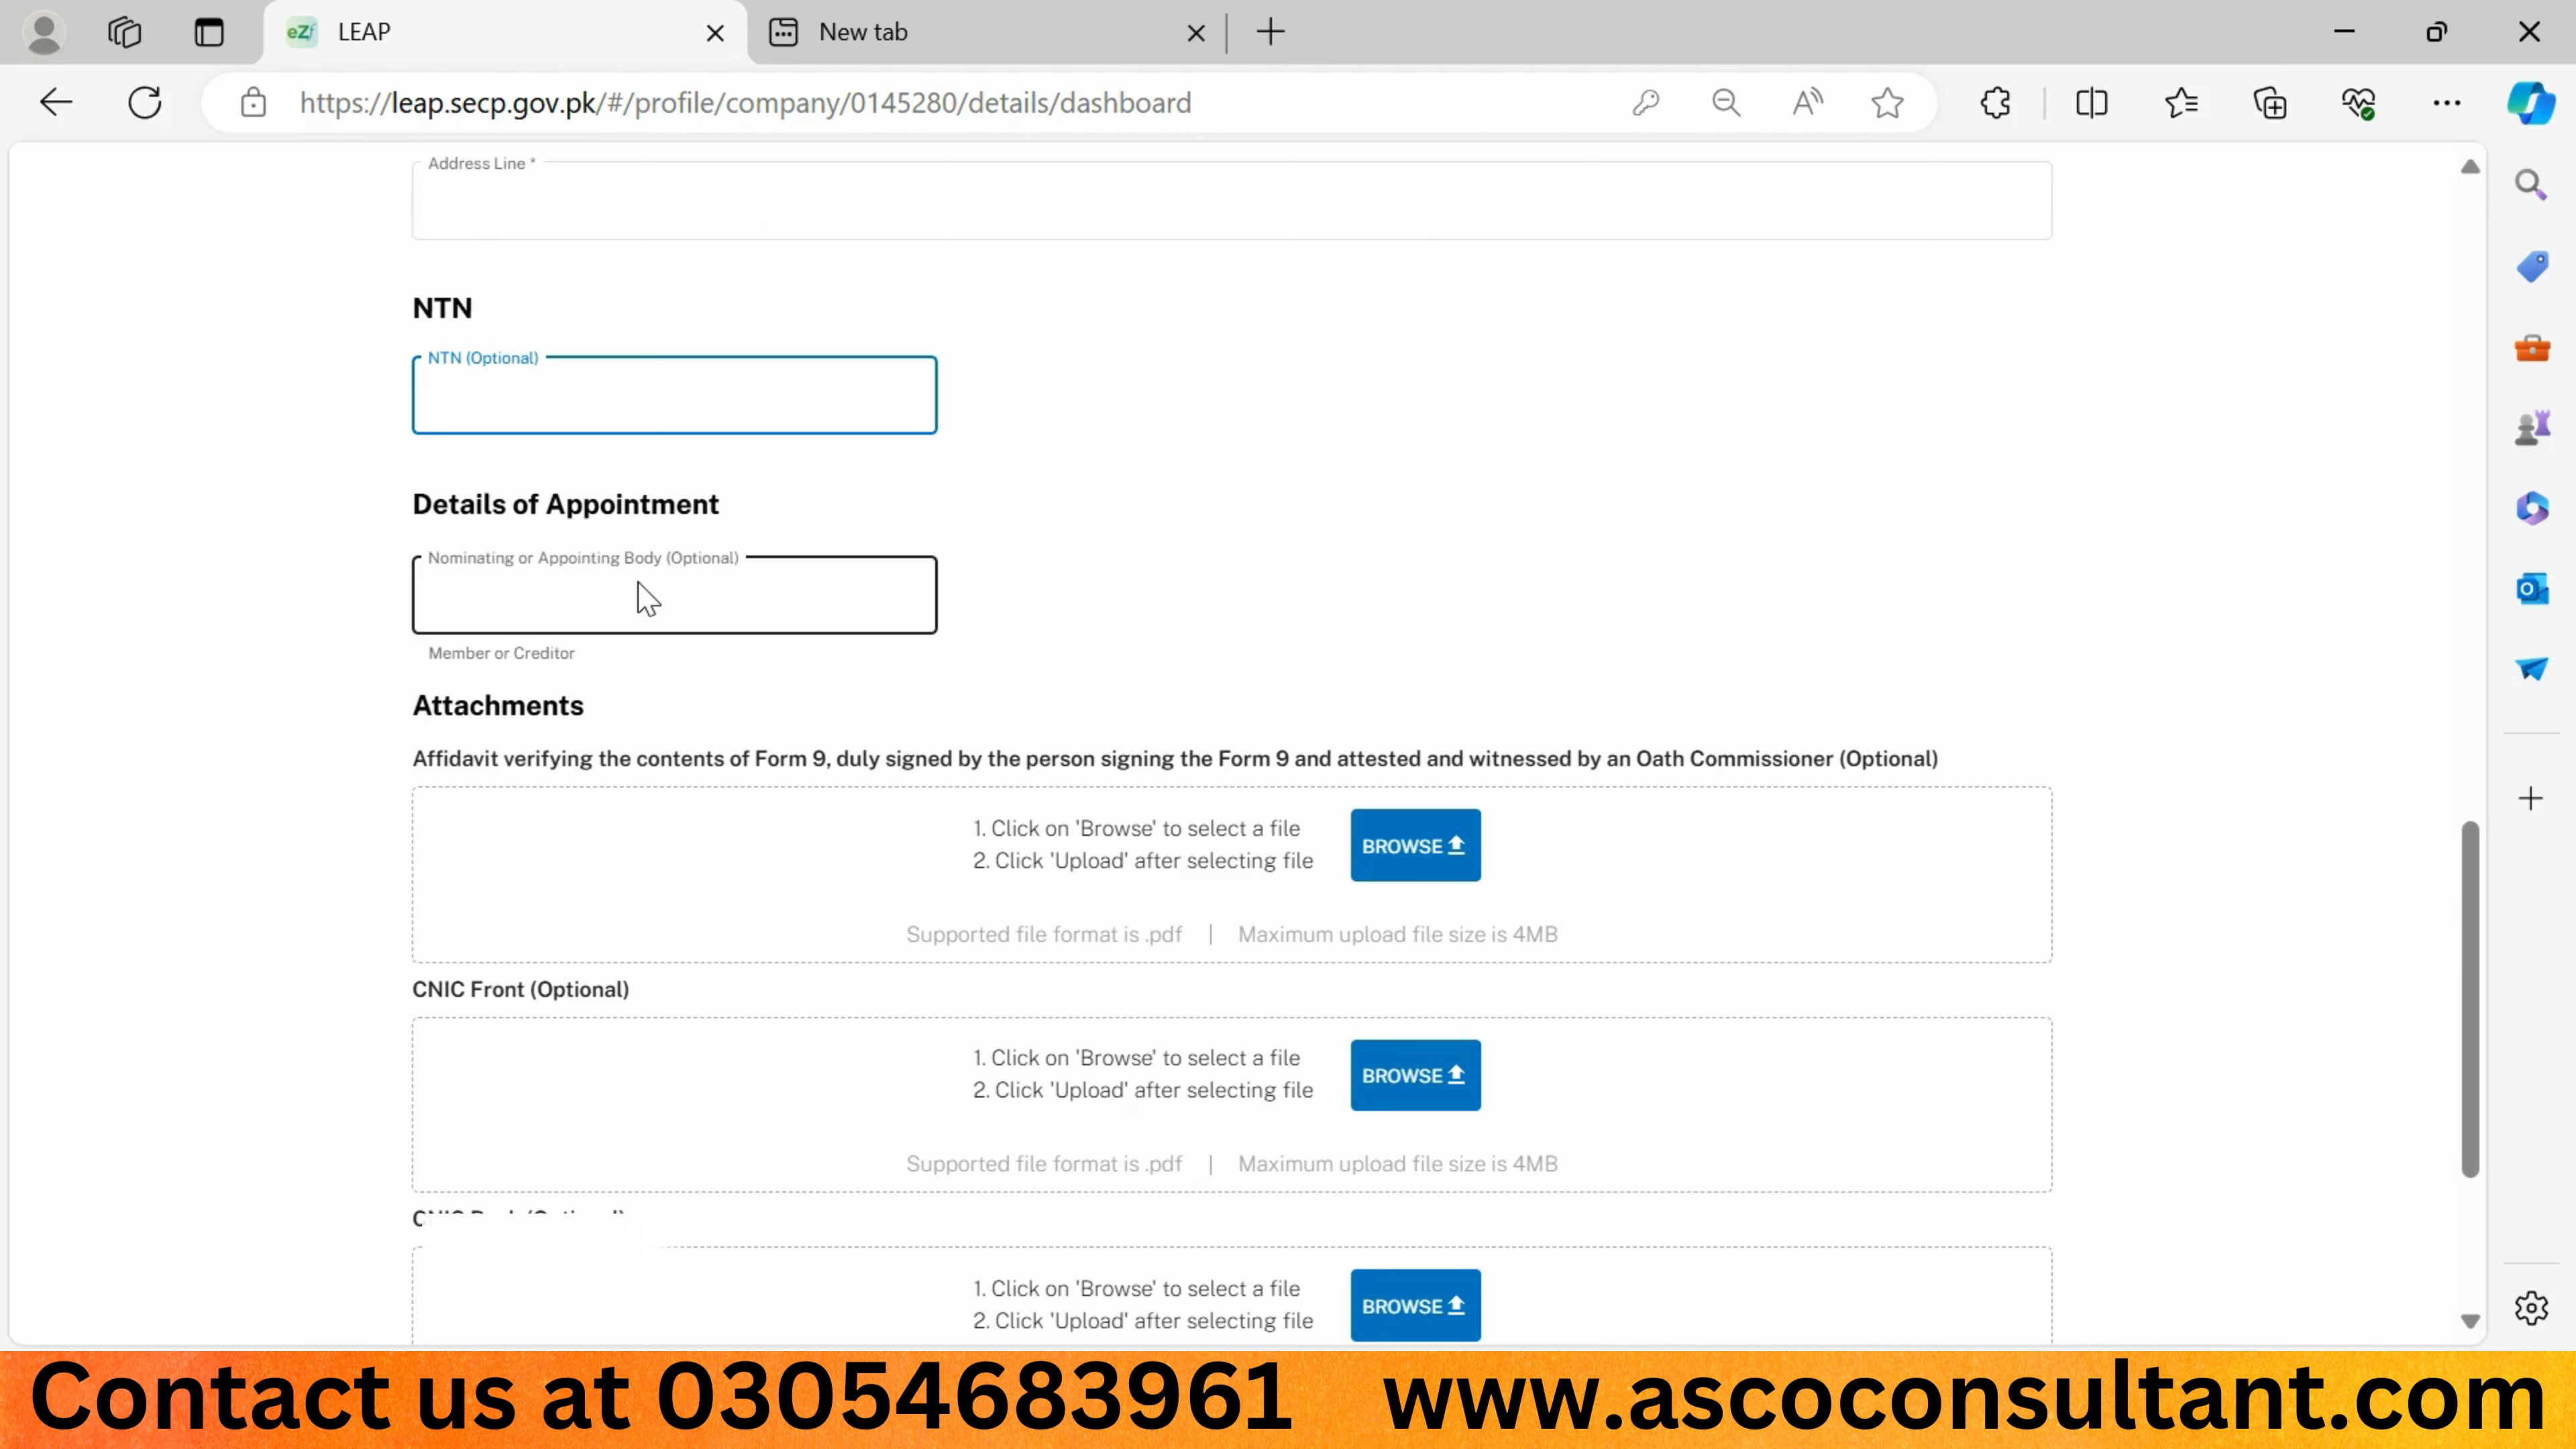 eZf LEAP
New tab
https://leap.secp.gov.pk/#/profile/company/0145280/details/dashboard
Address Line *
NTN
NTN (Optional)
Details of Appointment
Nominating or Appointing Body (Optional)
Member or Creditor
Attachments
Affidavit verifying the contents of Form 9, duly signed by the person signing the Form 9 and attested and witnessed by an Oath Commissioner (Optional)
1. Click on 'Browse' to select a file
2. Click 'Upload' after selecting file
BROWSE
Supported file format is .pdf | Maximum upload file size is 4MB
CNIC Front (Optional)
1. Click on 'Browse' to select a file
2. Click 'Upload' after selecting file
BROWSE
Supported file format is .pdf | Maximum upload file size is 4MB
1. Click on 'Browse' to select a file
2. Click 'Upload' after selecting file
BROWSE
Contact us at 03054683961 www.ascoconsultant.com